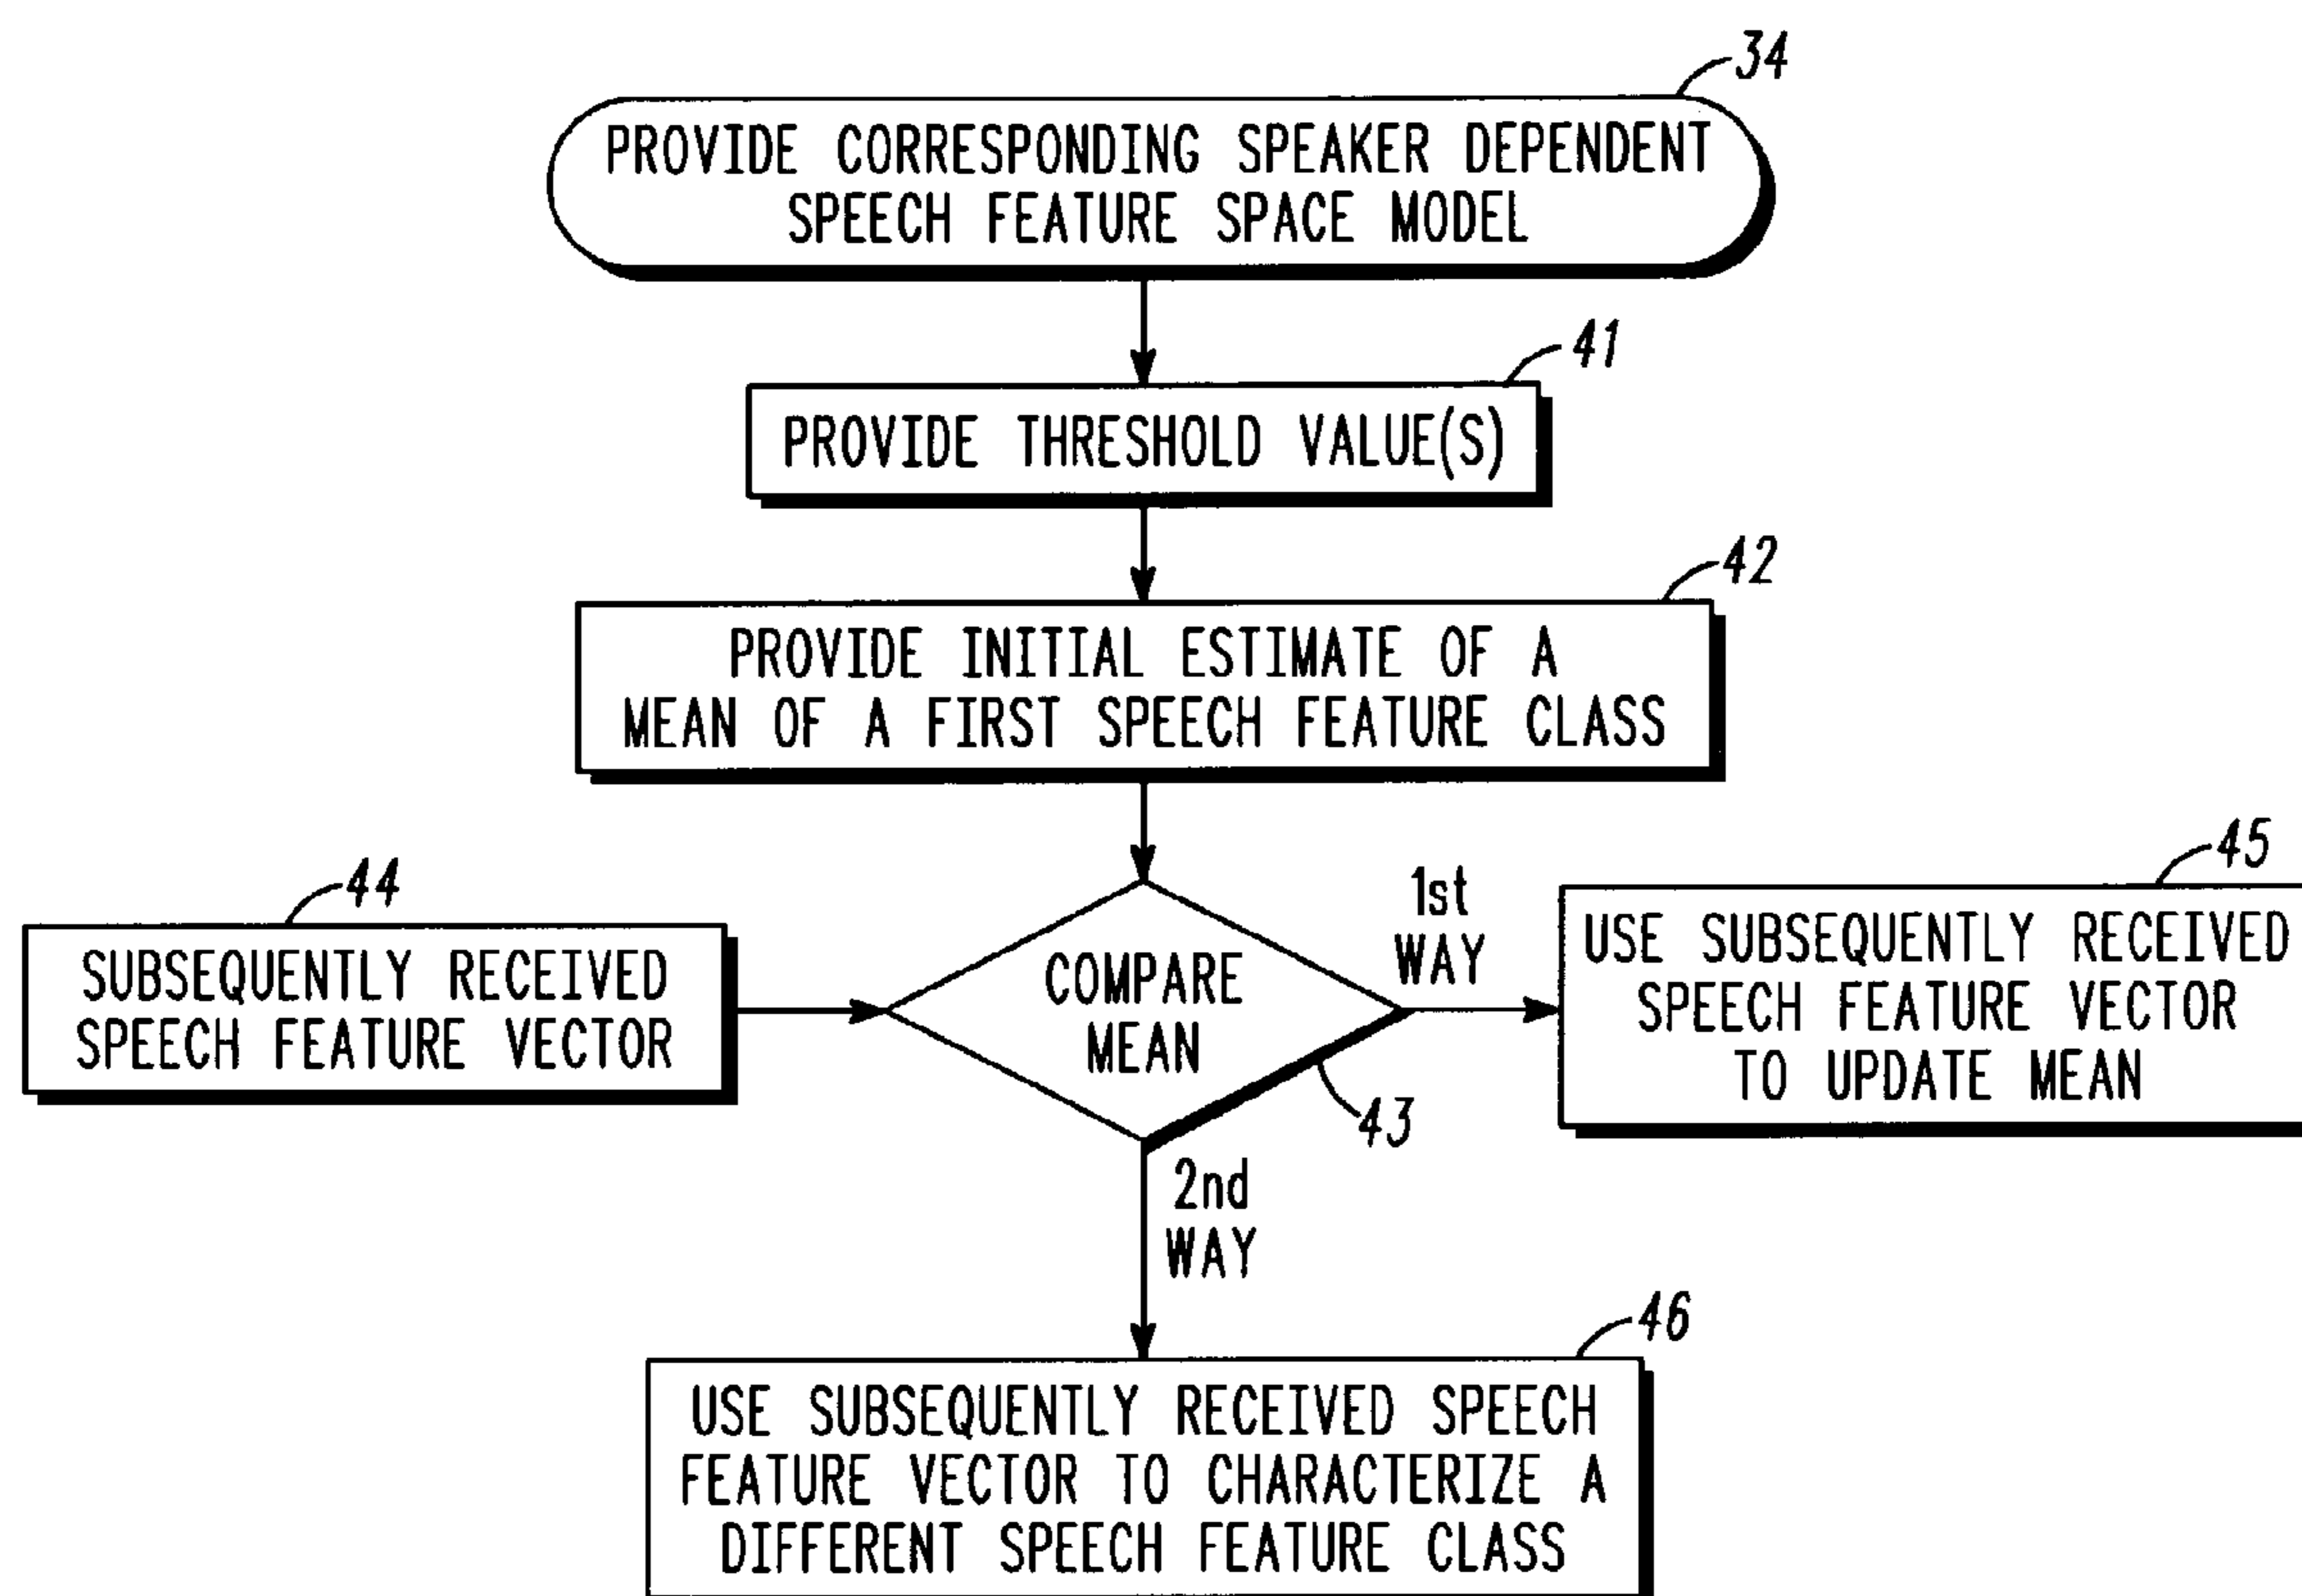 34
PROVIDE CORRESPONDING SPEAKER DEPENDENT
SPEECH FEATURE SPACE MODEL
41
PROVIDE THRESHOLD VALUE(S)
42
PROVIDE INITIAL ESTIMATE OF A
MEAN OF A FIRST SPEECH FEATURE CLASS
44
SUBSEQUENTLY RECEIVED
SPEECH FEATURE VECTOR
COMPARE
MEAN
43
1st
WAY
45
USE SUBSEQUENTLY RECEIVED
SPEECH FEATURE VECTOR
TO UPDATE MEAN
2nd
WAY
46
USE SUBSEQUENTLY RECEIVED SPEECH
FEATURE VECTOR TO CHARACTERIZE A
DIFFERENT SPEECH FEATURE CLASS